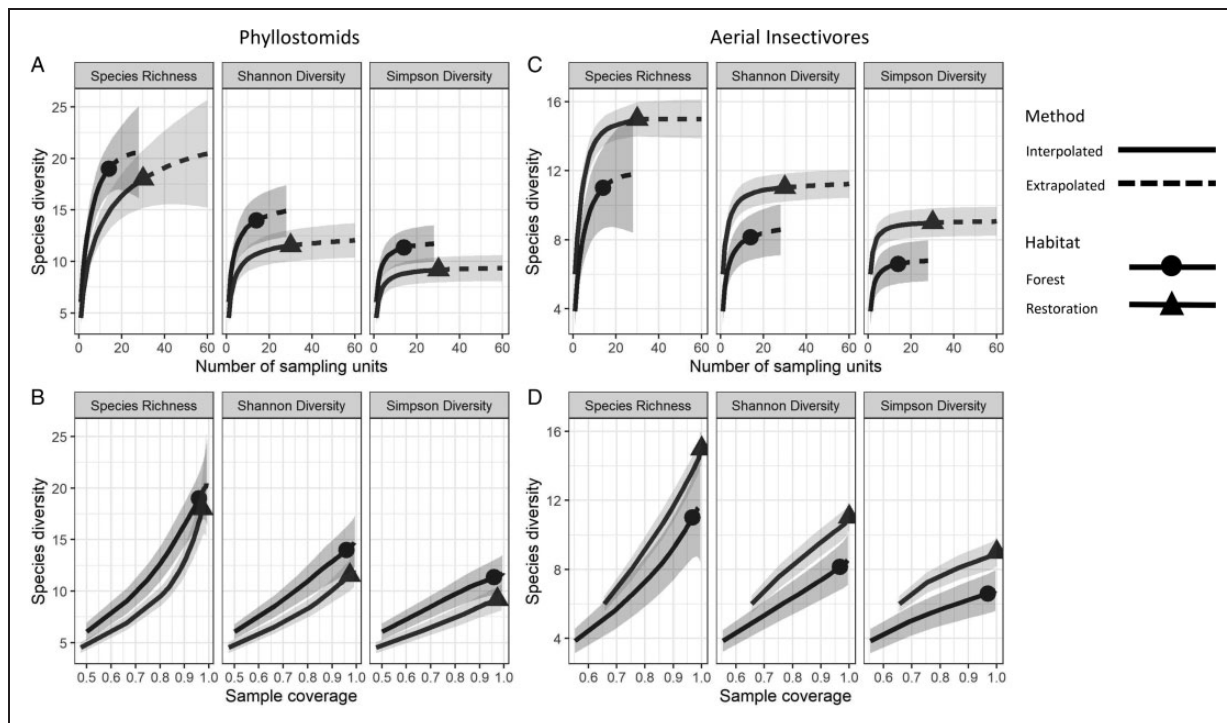 Phyllostomids
Aerial Insectivores
A
Species Richness
Shannon Diversity
Simpson Diversity
Species diversity
25
20
15
10
5
0 20 40 60
0 20 40 60
0 20 40 60
Number of sampling units
C
Species Richness
Shannon Diversity
Simpson Diversity
Species diversity
16
12
8
4
0 20 40 60
0 20 40 60
0 20 40 60
Number of sampling units
Method
Interpolated
Extrapolated
Habitat
Forest
Restoration
B
Species Richness
Shannon Diversity
Simpson Diversity
Species diversity
25
20
15
10
5
0.5 0.6 0.7 0.8 0.9 1.0
0.5 0.6 0.7 0.8 0.9 1.0
0.5 0.6 0.7 0.8 0.9 1.0
Sample coverage
D
Species Richness
Shannon Diversity
Simpson Diversity
Species diversity
16
12
8
4
0.6 0.7 0.8 0.9 1.0
0.6 0.7 0.8 0.9 1.0
0.6 0.7 0.8 0.9 1.0
Sample coverage